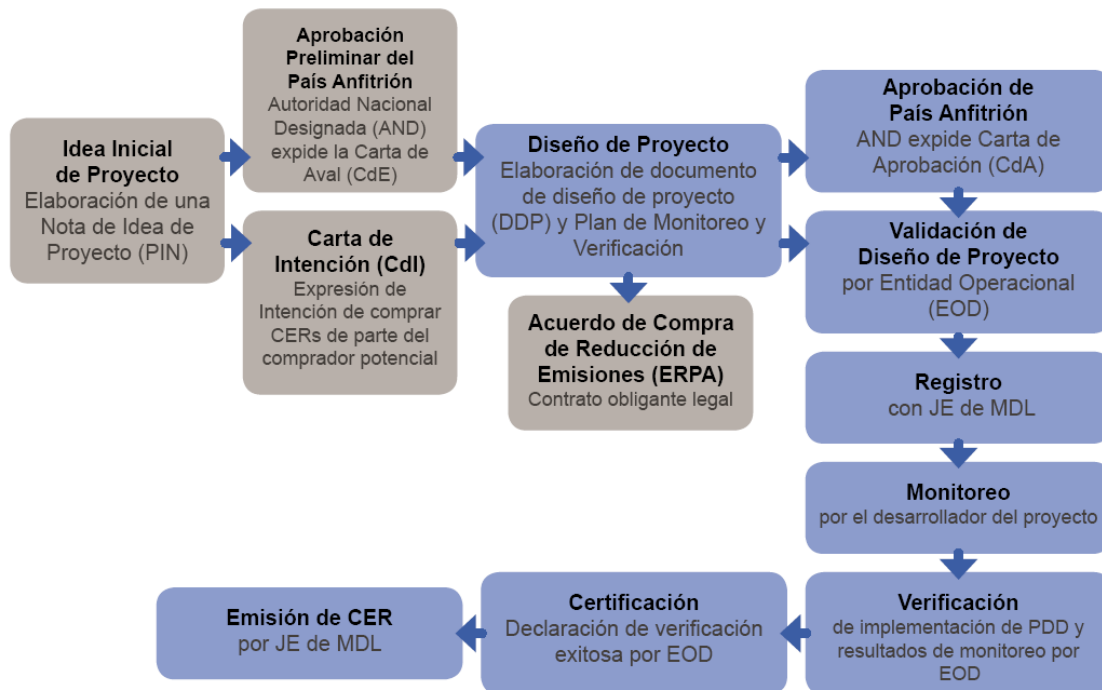 Idea Inicial
de Proyecto
Elaboración de una
Nota de Idea de
Proyecto (PIN)
Aprobación
Preliminar del
País Anfitrión
Autoridad Nacional
Designada (AND)
expide la Carta de
Aval (CdE)
Carta de
Intención (CdI)
Expresión de
Intención de comprar
CERs de parte del
comprador potencial
Diseño de Proyecto
Elaboración de documento
de diseño de proyecto
(DDP) y Plan de Monitoreo y
Verificación
Acuerdo de Compra
de Reducción de
Emisiones (ERPA)
Contrato obligante legal
Aprobación de
País Anfitrión
AND expide Carta de
Aprobación (CdA)
Validación de
Diseño de Proyecto
por Entidad Operacional
(EOD)
Registro
con JE de MDL
Monitoreo
por el desarrollador del proyecto
Verificación
de implementación de PDD y
resultados de monitoreo por
EOD
Certificación
Declaración de verificación
exitosa por EOD
Emisión de CER
por JE de MDL